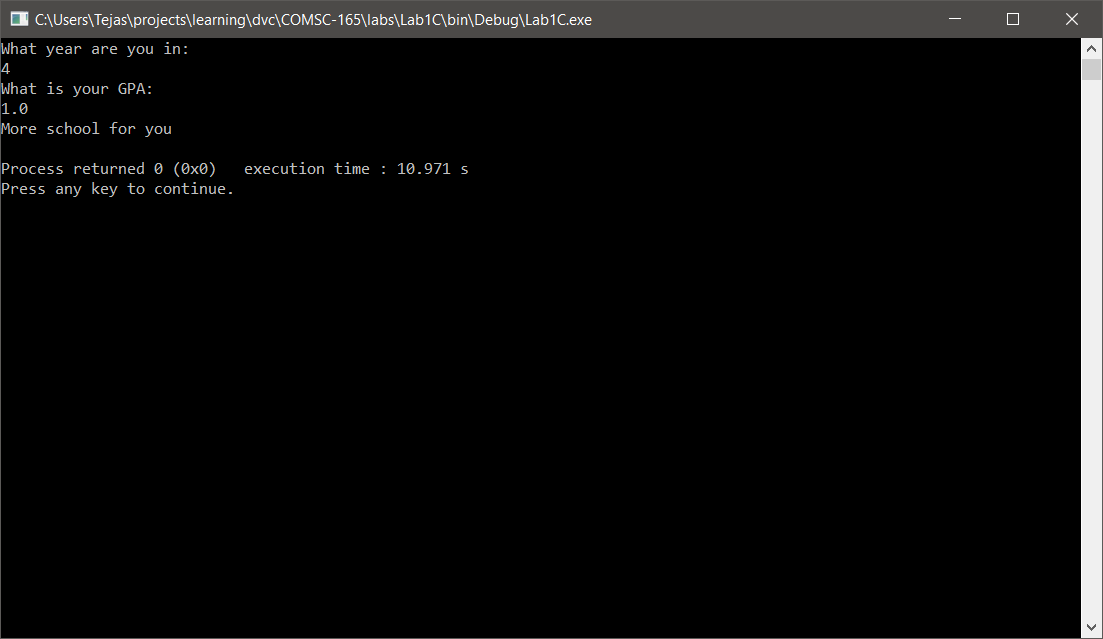 C:\Users\Tejas\projects\learning\dvc\COMSC-165\labs\Lab1C\bin\Debug\Lab1C.exe
What year are you in:
4
What is your GPA:
1.0
More school for you
Process returned 0 (0x0)   execution time : 10.971 s
Press any key to continue.